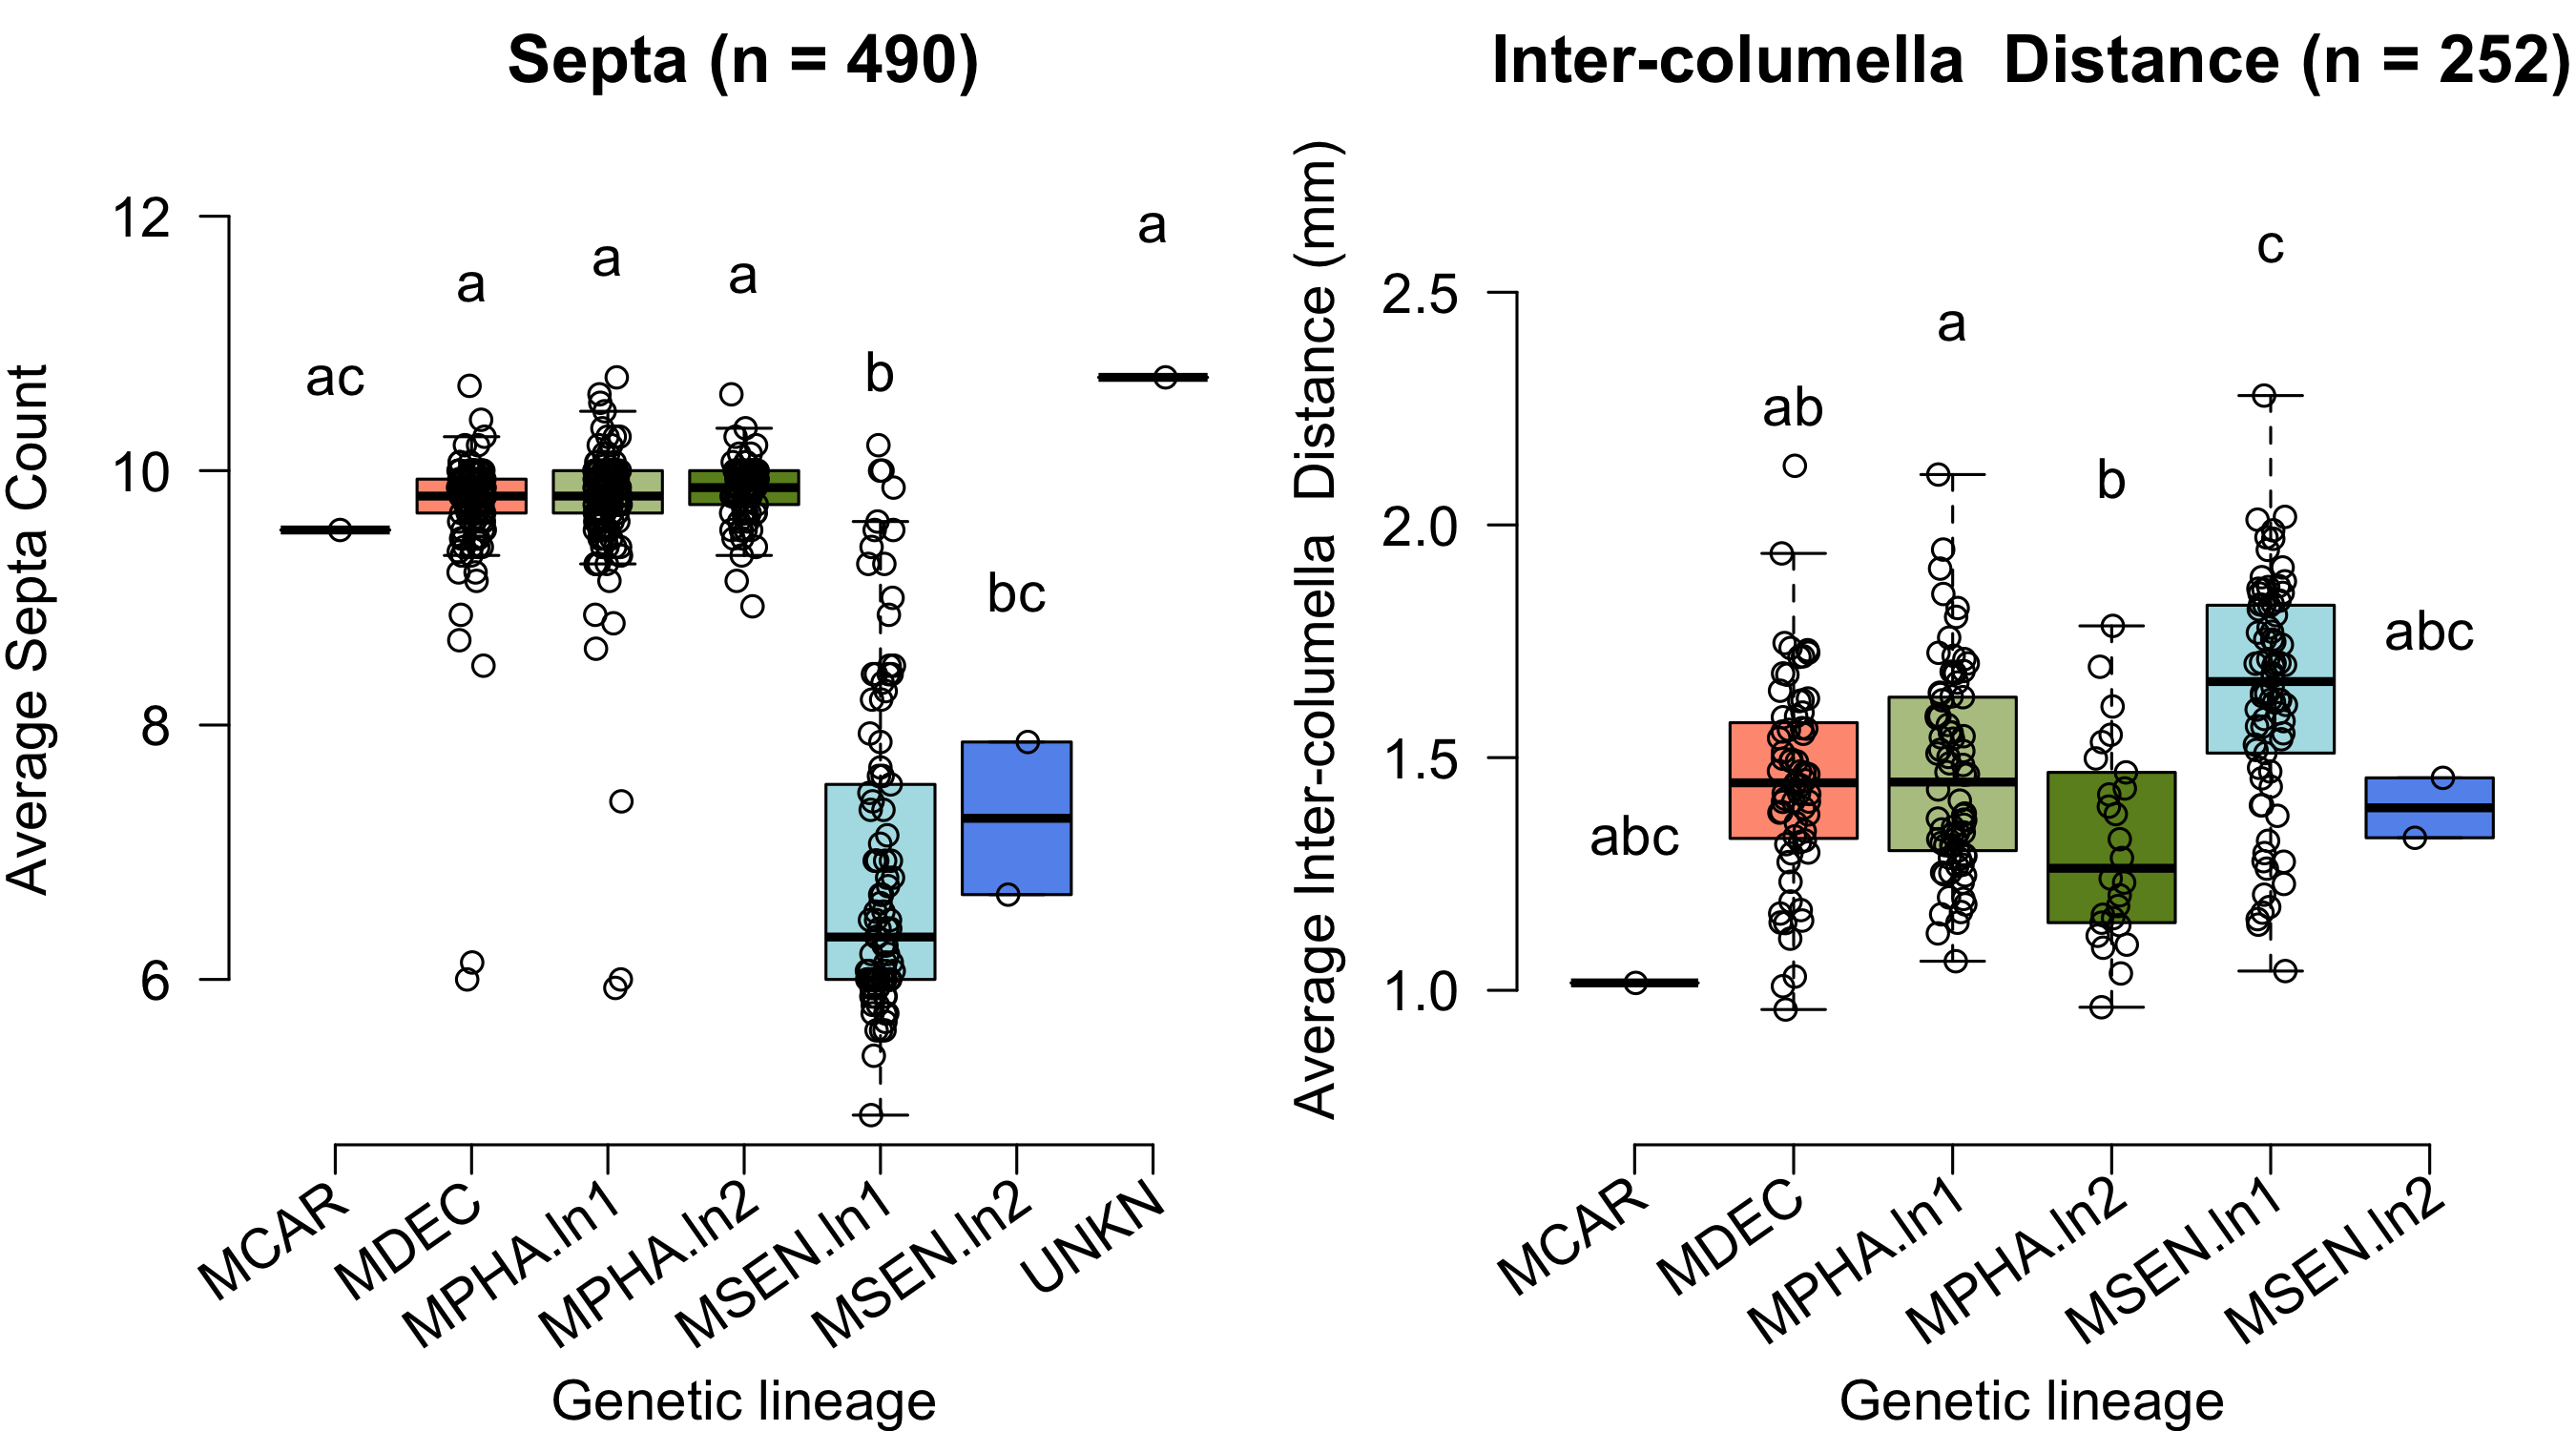 Septa (n = 490)
Average Septa Count
12
10
8
6
ac
a
a
a
b
bc
a
MCAR
MDEC
MPHA.ln1
MPHA.ln2
MSEN.ln1
MSEN.ln2
UNKN
Genetic lineage
Inter-columella Distance (n = 252)
Average Inter-columella Distance (mm)
2.5
2.0
1.5
1.0
abc
ab
a
b
c
abc
MCAR
MDEC
MPHA.ln1
MPHA.ln2
MSEN.ln1
MSEN.ln2
Genetic lineage